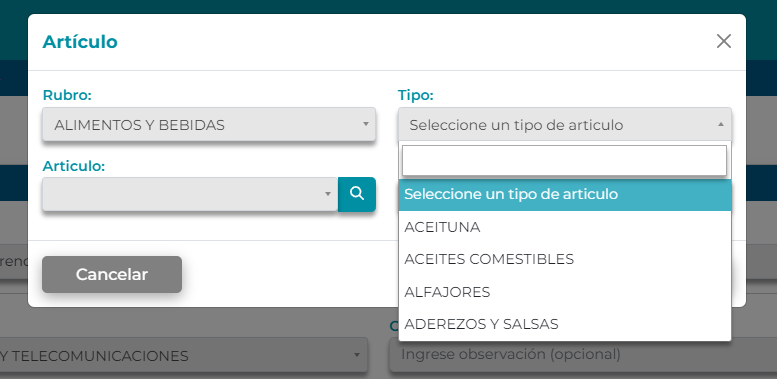 Artículo
Rubro:
Tipo:
ALIMENTOS Y BEBIDAS
Seleccione un tipo de articulo
Articulo:
Seleccione un tipo de articulo
ACEITUNA
ACEITES COMESTIBLES
ALFAJORES
ADEREZOS Y SALSAS
Cancelar
Y TELECOMUNICACIONES
Ingrese observación (opcional)